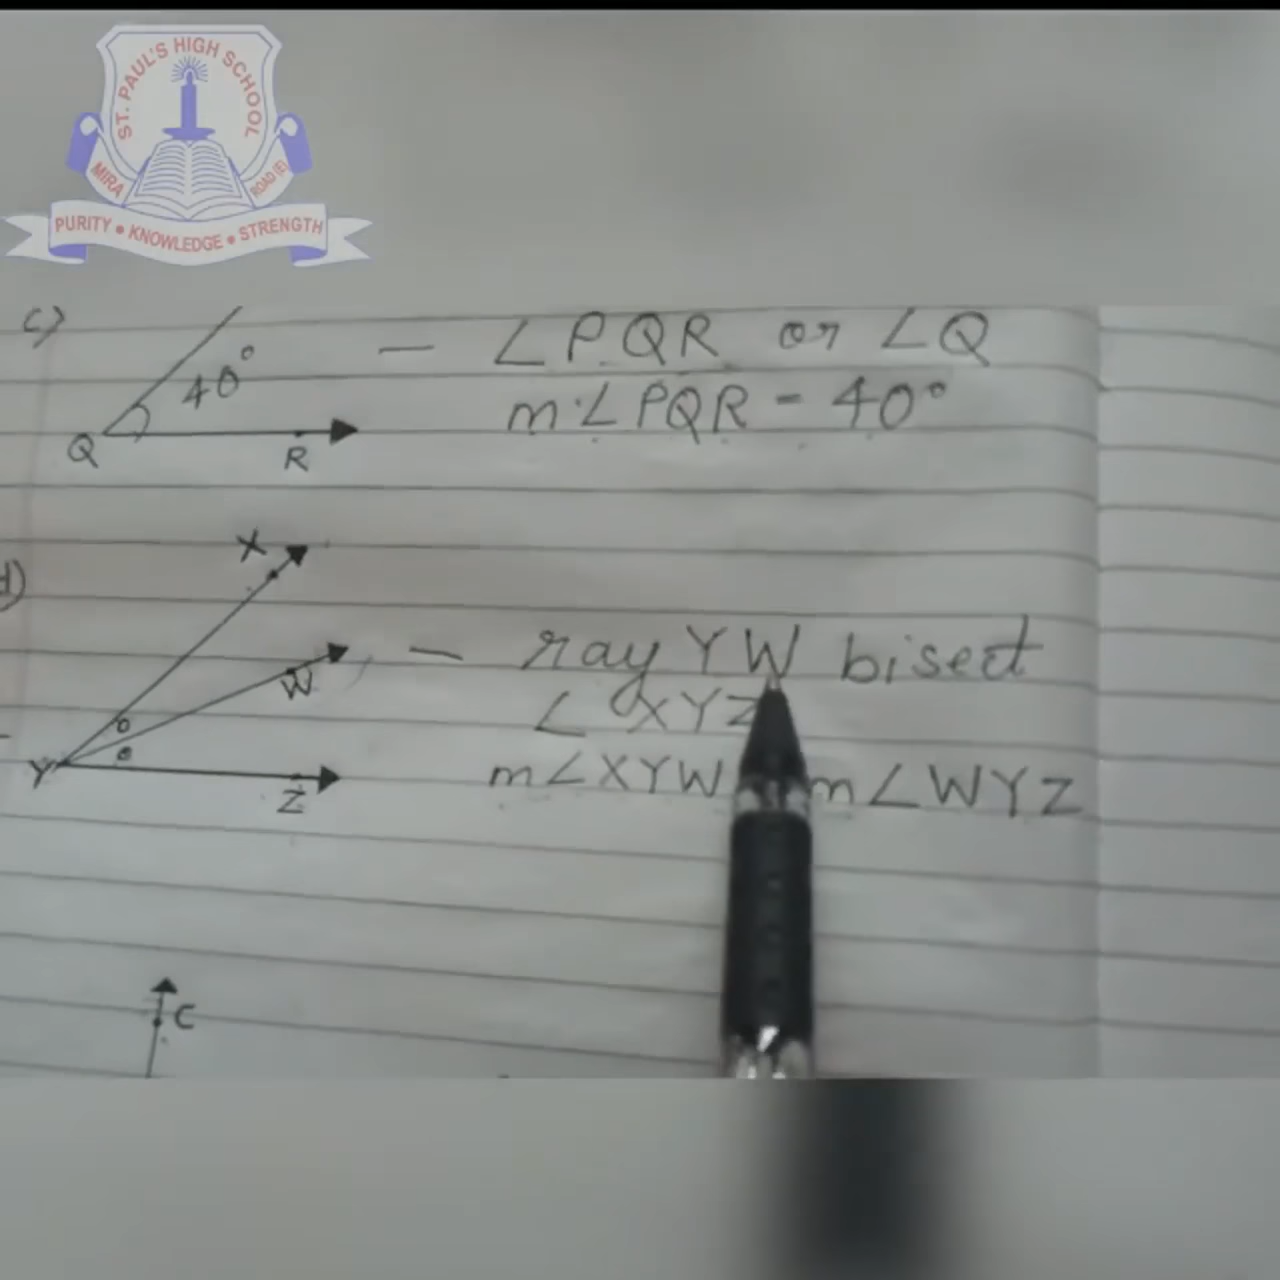 ST. PAUL'S HIGH SCHOOL
MIRA ROAD (E)
PURITY • KNOWLEDGE • STRENGTH
c)
40°
Q
R
— ∠PQR or ∠Q
m∠PQR = 40°
d)
X
W
Y
Z
— ray YW bisect
∠XYZ
m∠XYW m∠WYZ
C